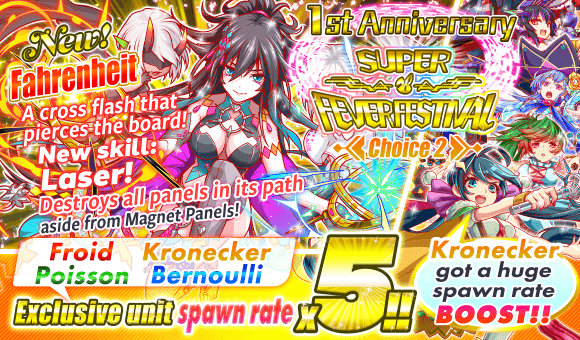 New!
Fahrenheit
A cross flash that
pierces the board!
New skill:
Laser!
Destroys all panels in its path
aside from Magnet Panels!
1st Anniversary
SUPER
FEVER FESTIVAL
Choice 2
Froid Kronecker
Poisson Bernoulli
Exclusive unit spawn rate x5!!
Kronecker
got a huge
spawn rate
BOOST!!